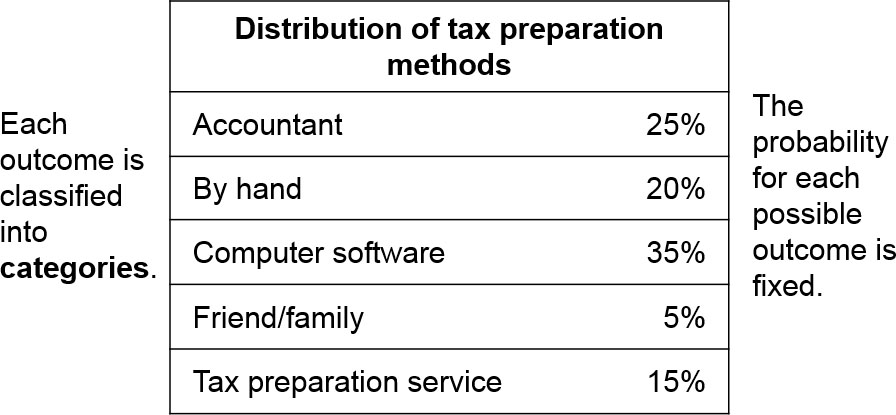 Distribution of tax preparation
methods
Each
outcome is
classified
into
categories.
Accountant 25%
By hand 20%
Computer software 35%
Friend/family 5%
Tax preparation service 15%
The
probability
for each
possible
outcome is
fixed.